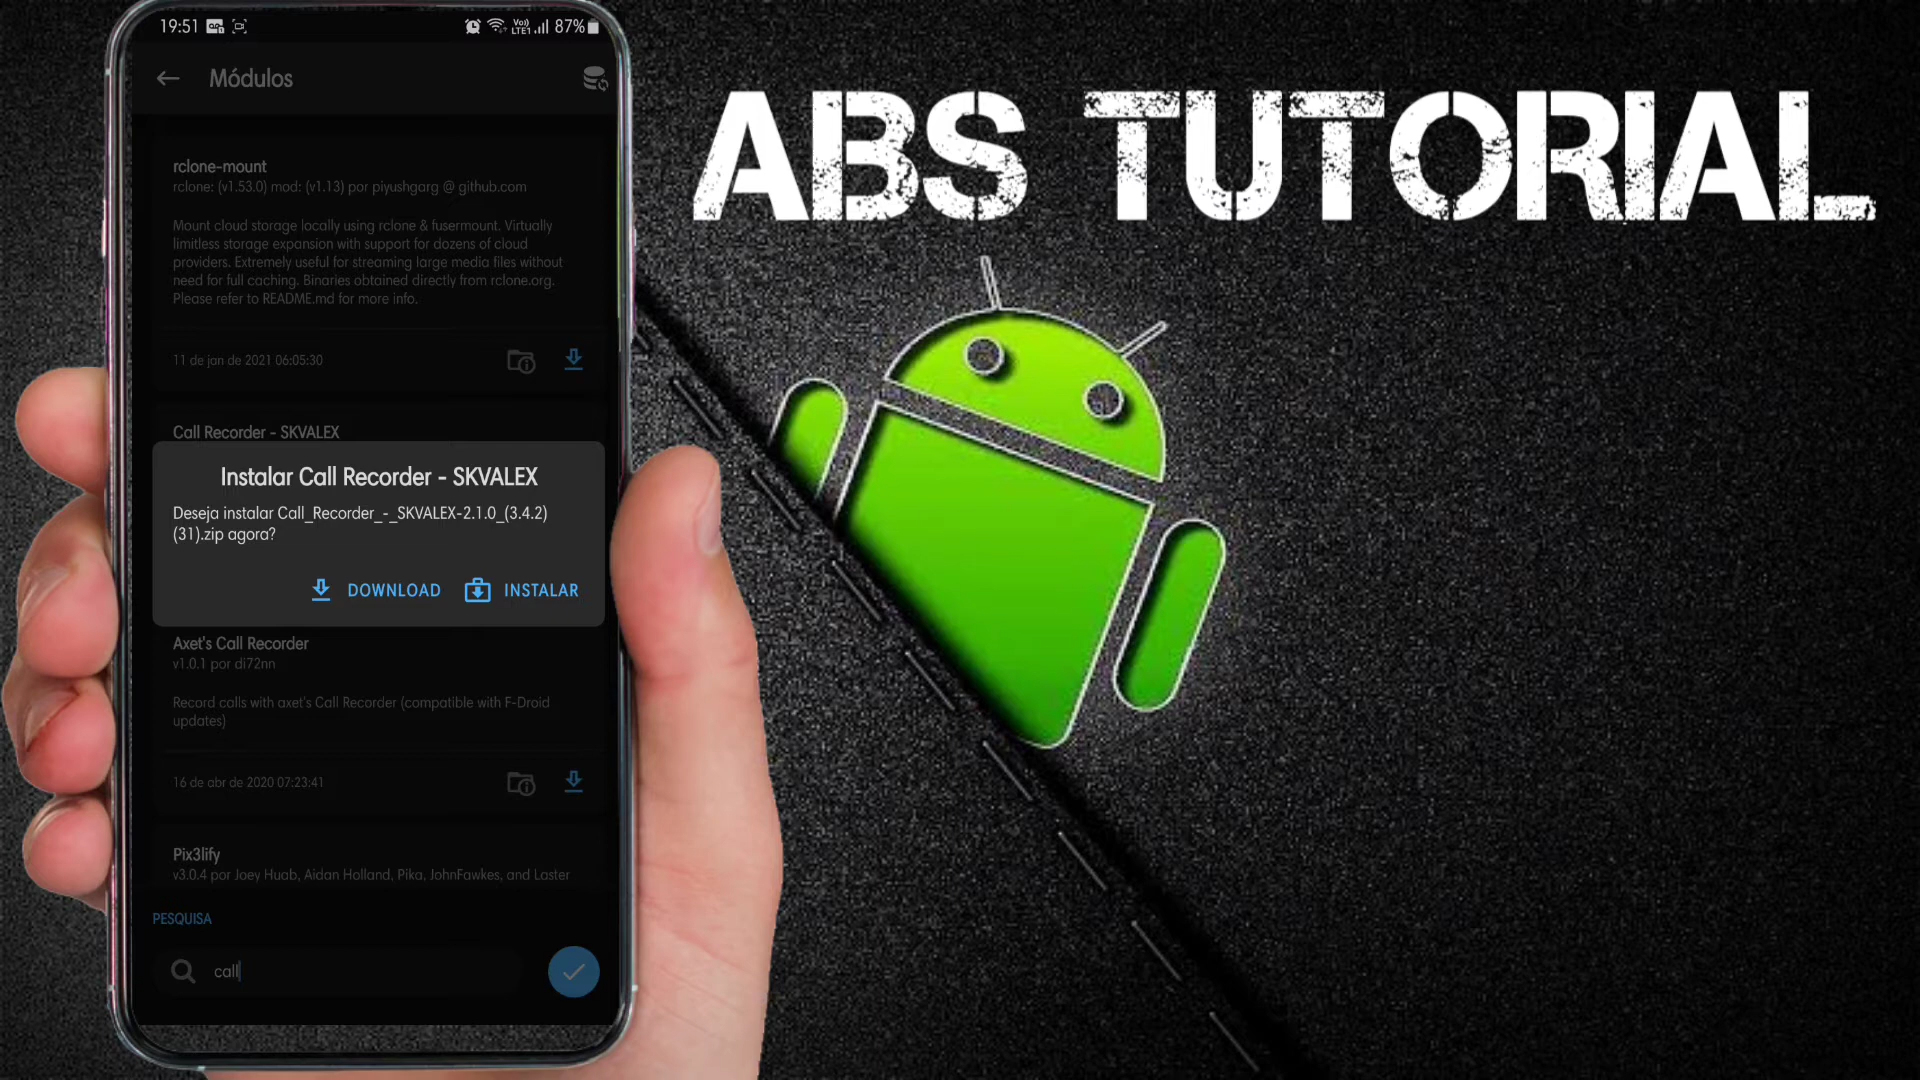 19:51
Vo))
LTE1
87%
Módulos
rclone-mount
rclone: (v1.53.0) mod: (v1.13) por piyushgarg @ github.com
Mount cloud storage locally using rclone & fusermount. Virtually
limitless storage expansion with support for dozens of cloud
providers. Extremely useful for streaming large media files without
need for full caching. Binaries obtained directly from rclone.org.
Please refer to README.md for more info.
11 de jan de 2021 06:05:30
Call Recorder - SKVALEX
Instalar Call Recorder - SKVALEX
Deseja instalar Call_Recorder_-_SKVALEX-2.1.0_(3.4.2)
(31).zip agora?
DOWNLOAD
INSTALAR
Axet's Call Recorder
v1.0.1 por di72nn
Record calls with axet's Call Recorder (compatible with F-Droid
updates)
16 de abr de 2020 07:23:41
Pix3lify
v3.0.4 por Joey Huab, Aidan Holland, Pika, JohnFawkes, and Laster
PESQUISA
call
ABS TUTORIAL